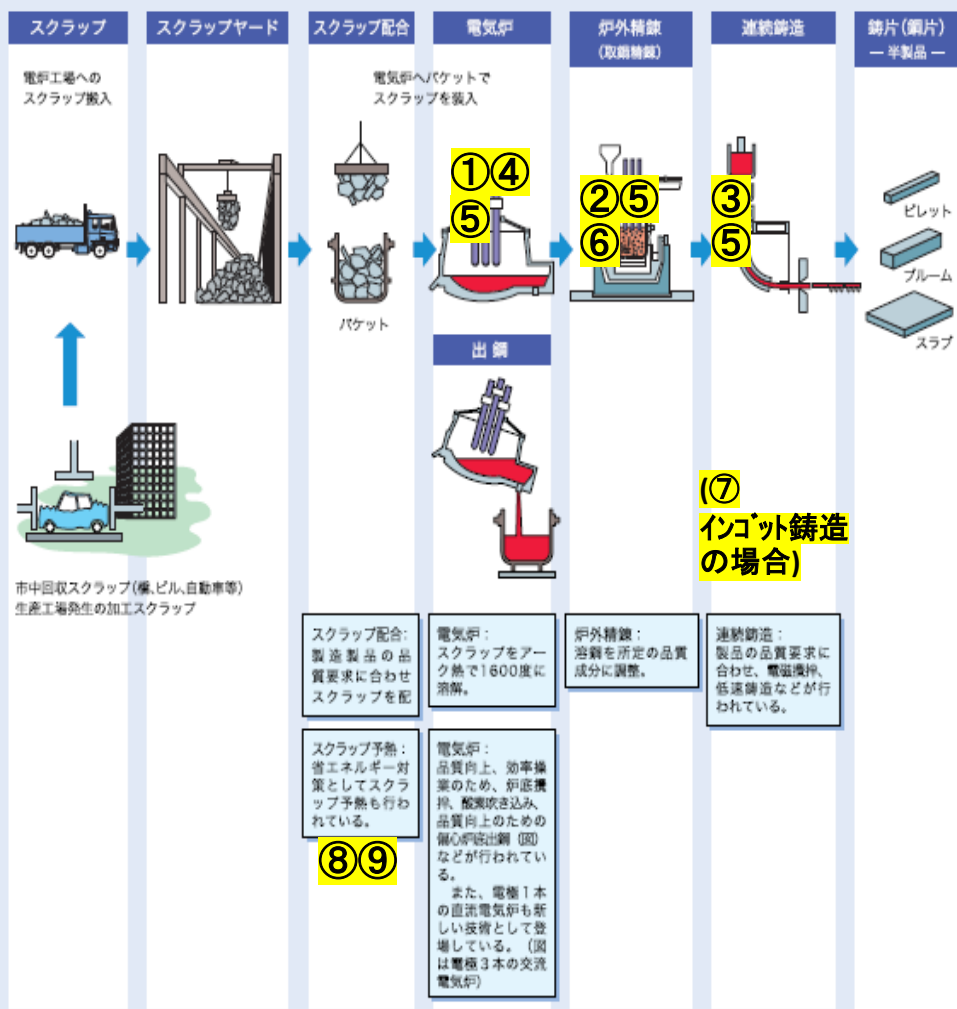 スクラップ
スクラップヤード
スクラップ配合
電気炉
炉外精錬
(取鍋精錬)
連続鋳造
鋳片(鋼片)
— 半製品 —
電炉工場への
スクラップ搬入
電気炉へバケットで
スクラップを装入
①④
⑤
②⑤
⑥
③
⑤
バケット
ビレット
ブルーム
スラブ
出鋼
(⑦
インゴット鋳造
の場合)
市中回収スクラップ(橋、ビル、自動車等)
生産工場発生の加工スクラップ
スクラップ配合:
製造製品の品
質要求に合わせ
スクラップを配
電気炉:
スクラップをアー
ク熱で1600度に
溶解。
炉外精錬:
溶鋼を所定の品質
成分に調整。
連続鋳造:
製品の品質要求に
合わせ、電磁攪拌、
低速鋳造などが行
われている。
スクラップ予熱:
省エネルギー対
策としてスクラ
ップ予熱も行わ
れている。
⑧⑨
電気炉:
品質向上、効率操
業のため、炉底攪
拌、酸素吹き込み、
品質向上のための
偏心炉底出鋼(図)
などが行われてい
る。
また、電極1本
の直流電気炉も新
しい技術として登
場している。(図
は電極3本の交流
電気炉)